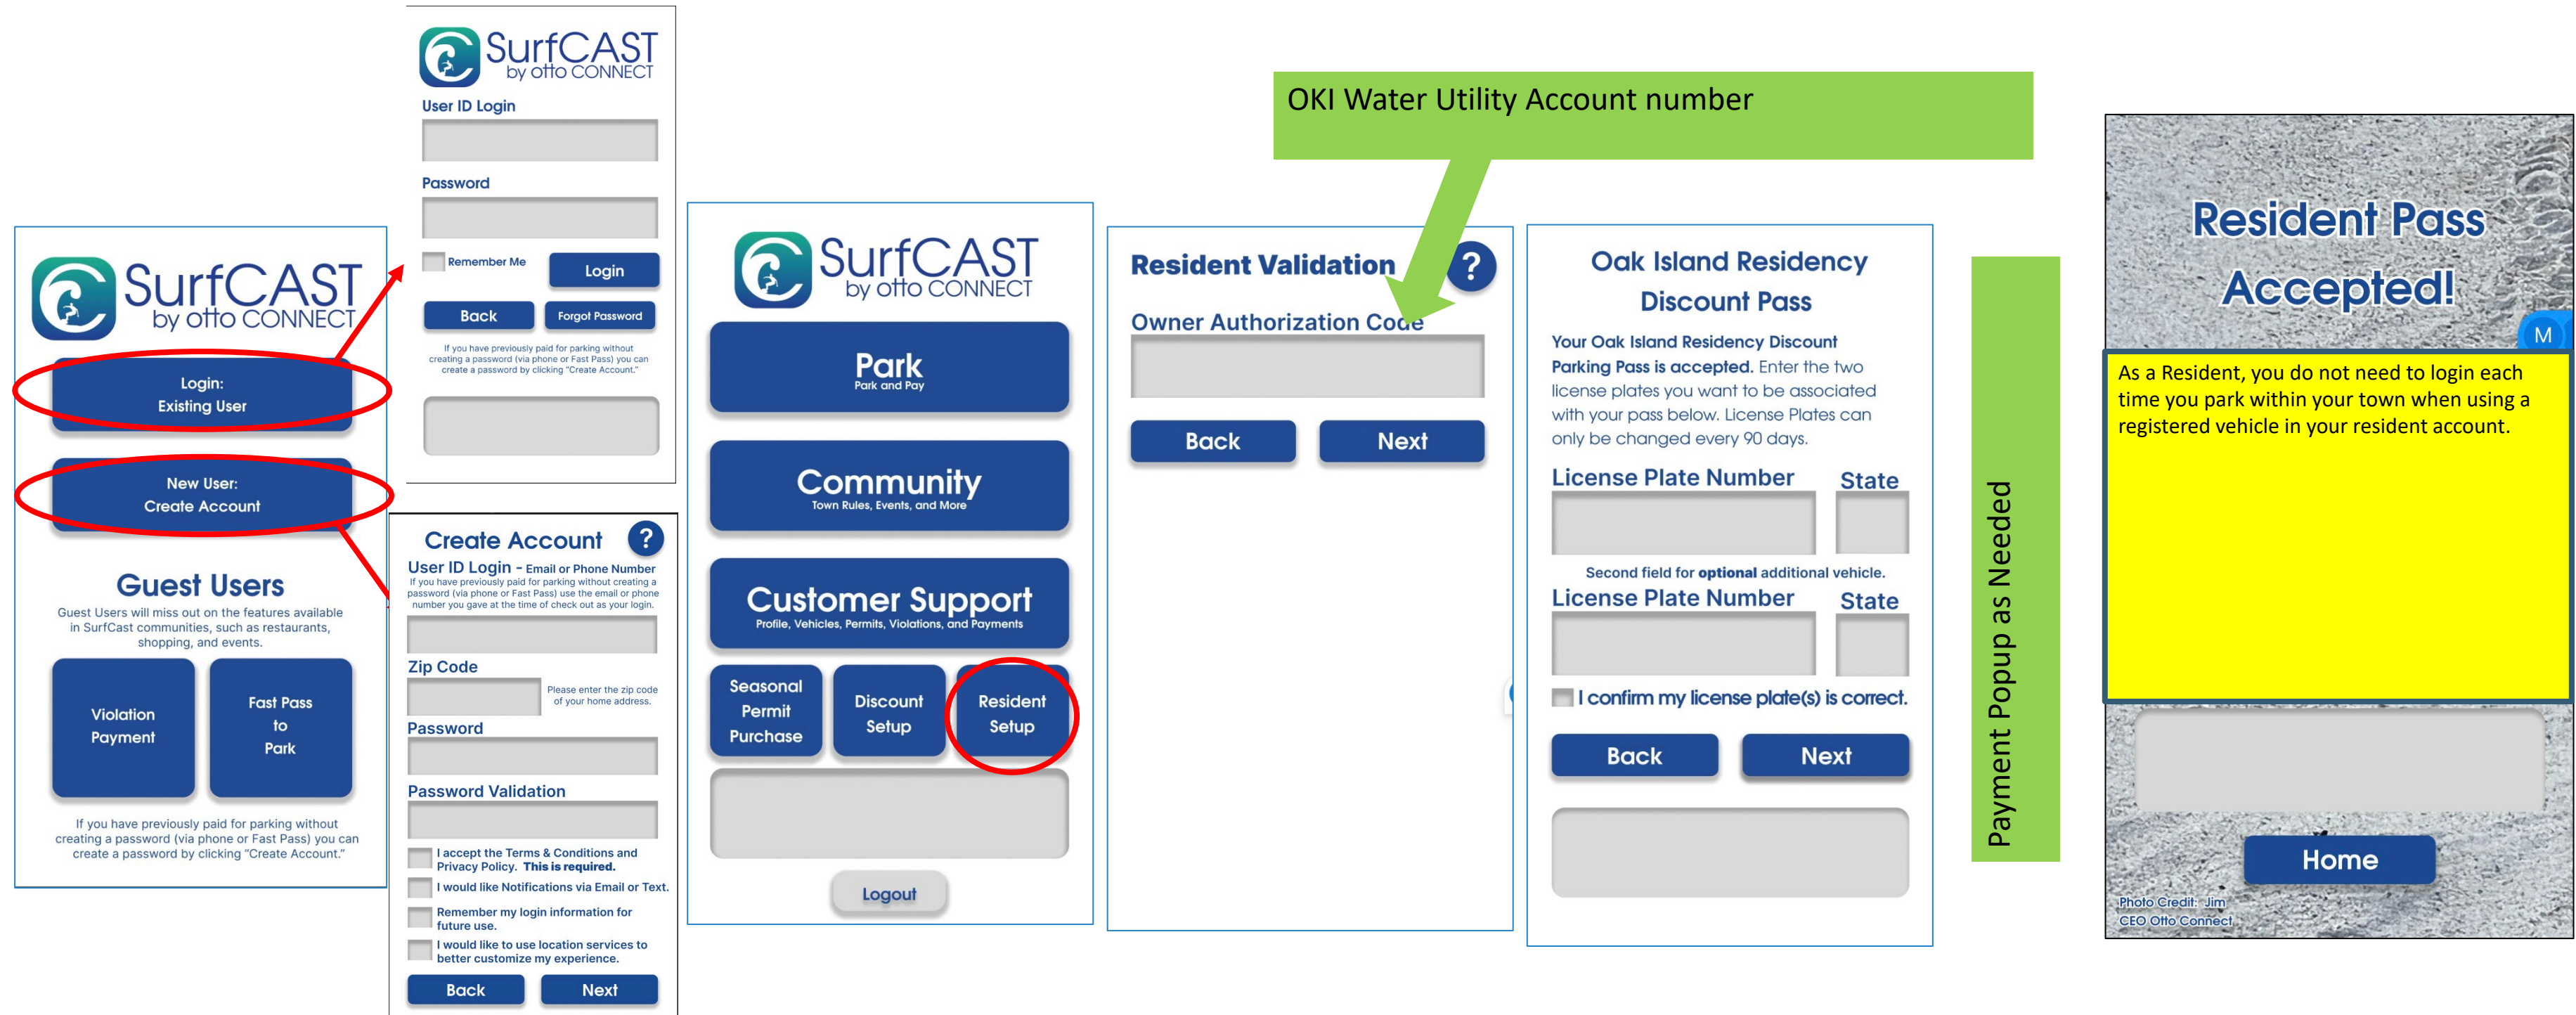 SurfCAST
by otto CONNECT
Login:
Existing User
New User:
Create Account
Guest Users
Guest Users will miss out on the features available
in SurfCast communities, such as restaurants,
shopping, and events.
Violation
Payment
Fast Pass
to
Park
If you have previously paid for parking without
creating a password (via phone or Fast Pass) you can
create a password by clicking "Create Account."
SurfCAST
by otto CONNECT
User ID Login
Password
Remember Me
Login
Back
Forgot Password
If you have previously paid for parking without
creating a password (via phone or Fast Pass) you can
create a password by clicking "Create Account."
Create Account
?
User ID Login - Email or Phone Number
If you have previously paid for parking without creating a
password (via phone or Fast Pass) use the email or phone
number you gave at the time of check out as your login.
Zip Code
Please enter the zip code
of your home address.
Password
Password Validation
I accept the Terms & Conditions and
Privacy Policy. This is required.
I would like Notifications via Email or Text.
Remember my login information for
future use.
I would like to use location services to
better customize my experience.
Back
Next
SurfCAST
by otto CONNECT
Park
Park and Pay
Community
Town Rules, Events, and More
Customer Support
Profile, Vehicles, Permits, Violations, and Payments
Seasonal
Permit
Purchase
Discount
Setup
Resident
Setup
Logout
OKI Water Utility Account number
Resident Validation
?
Owner Authorization Code
Back
Next
Oak Island Residency
Discount Pass
Your Oak Island Residency Discount
Parking Pass is accepted. Enter the two
license plates you want to be associated
with your pass below. License Plates can
only be changed every 90 days.
License Plate Number
State
Second field for optional additional vehicle.
License Plate Number
State
I confirm my license plate(s) is correct.
Back
Next
Payment Popup as Needed
Resident Pass
Accepted!
M
As a Resident, you do not need to login each
time you park within your town when using a
registered vehicle in your resident account.
Home
Photo Credit: Jim
CEO Otto Connect